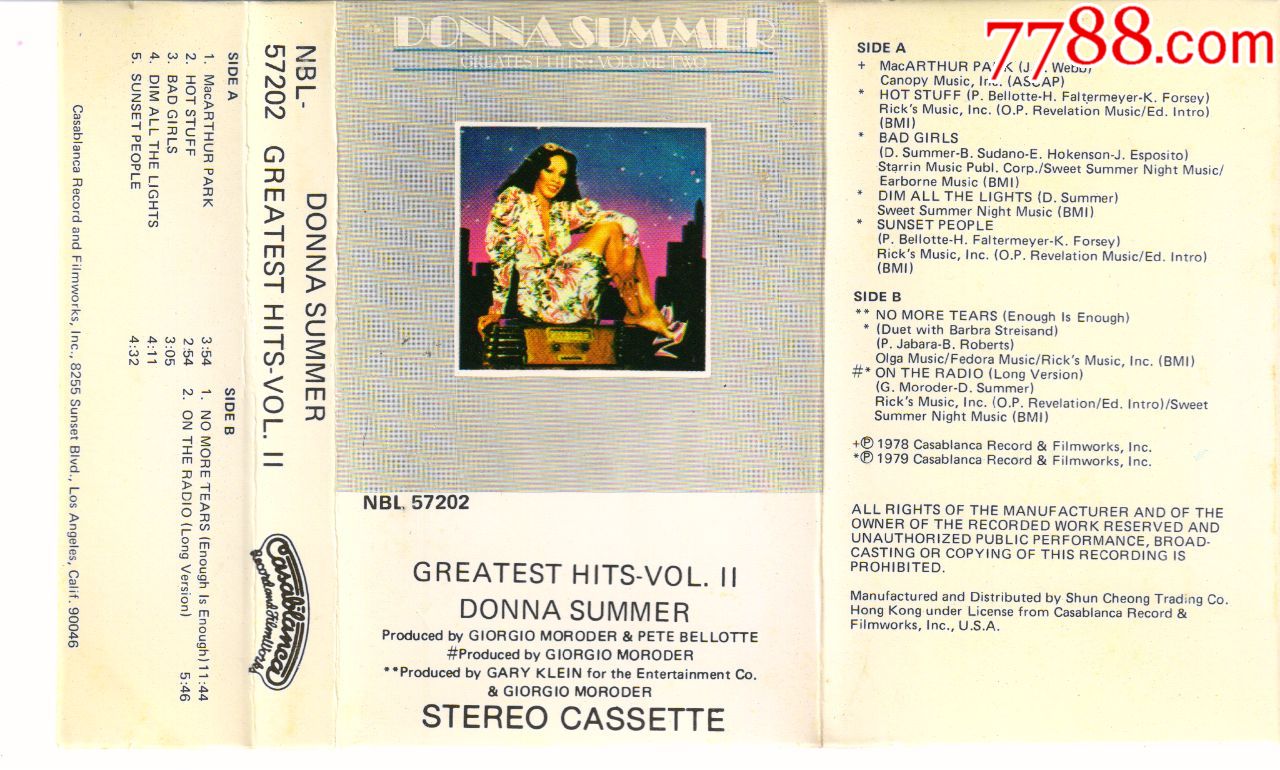 Casablanca Record and Filmworks, Inc., 8255 Sunset Blvd., Los Angeles, Calif. 90046
SIDE A
1. MacARTHUR PARK 3:54
2. HOT STUFF 2:54
3. BAD GIRLS 3:05
4. DIM ALL THE LIGHTS 4:11
5. SUNSET PEOPLE 4:32
SIDE B
1. NO MORE TEARS (Enough Is Enough) 11:44
2. ON THE RADIO (Long Version) 5:46
NBL-
57202
DONNA SUMMER
GREATEST HITS-VOL. II
Casablanca
Record and FilmWorks
DONNA SUMMER
GREATEST HITS · VOLUME TWO
NBL 57202
GREATEST HITS-VOL. II
DONNA SUMMER
Produced by GIORGIO MORODER & PETE BELLOTTE
#Produced by GIORGIO MORODER
**Produced by GARY KLEIN for the Entertainment Co.
& GIORGIO MORODER
STEREO CASSETTE
7788.com
SIDE A
+ MacARTHUR PARK (J. Webb)
Canopy Music, Inc. (ASCAP)
* HOT STUFF (P. Bellotte-H. Faltermeyer-K. Forsey)
Rick's Music, Inc. (O.P. Revelation Music/Ed. Intro)
(BMI)
* BAD GIRLS
(D. Summer-B. Sudano-E. Hokenson-J. Esposito)
Starrin Music Publ. Corp./Sweet Summer Night Music/
Earborne Music (BMI)
* DIM ALL THE LIGHTS (D. Summer)
Sweet Summer Night Music (BMI)
* SUNSET PEOPLE
(P. Bellotte-H. Faltermeyer-K. Forsey)
Rick's Music, Inc. (O.P. Revelation Music/Ed. Intro)
(BMI)
SIDE B
** NO MORE TEARS (Enough Is Enough)
* (Duet with Barbra Streisand)
(P. Jabara-B. Roberts)
Olga Music/Fedora Music/Rick's Music, Inc. (BMI)
#* ON THE RADIO (Long Version)
(G. Moroder-D. Summer)
Rick's Music, Inc. (O.P. Revelation/Ed. Intro)/Sweet
Summer Night Music (BMI)
+℗ 1978 Casablanca Record & Filmworks, Inc.
*℗ 1979 Casablanca Record & Filmworks, Inc.
ALL RIGHTS OF THE MANUFACTURER AND OF THE
OWNER OF THE RECORDED WORK RESERVED AND
UNAUTHORIZED PUBLIC PERFORMANCE, BROAD-
CASTING OR COPYING OF THIS RECORDING IS
PROHIBITED.
Manufactured and Distributed by Shun Cheong Trading Co.
Hong Kong under License from Casablanca Record &
Filmworks, Inc., U.S.A.